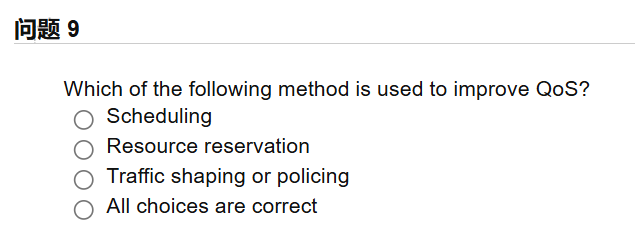 问题 9
Which of the following method is used to improve QoS?
Scheduling
Resource reservation
Traffic shaping or policing
All choices are correct